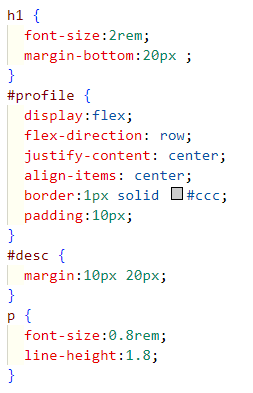 h1 {
  font-size:2rem;
  margin-bottom:20px ;
}
#profile {
  display:flex;
  flex-direction: row;
  justify-content: center;
  align-items: center;
  border:1px solid #ccc;
  padding:10px;
}
#desc {
  margin:10px 20px;
}
p {
  font-size:0.8rem;
  line-height:1.8;
}